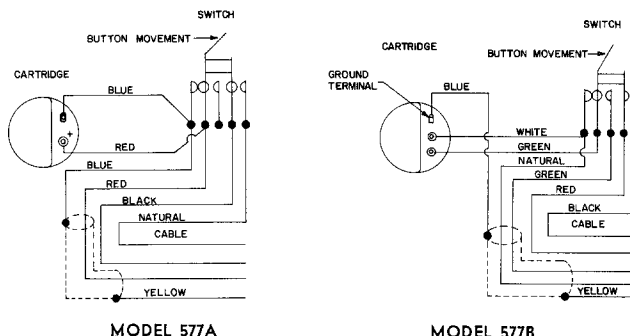 SWITCH
BUTTON MOVEMENT
CARTRIDGE
BLUE
+
RED
BLUE
RED
BLACK
NATURAL
CABLE
YELLOW
MODEL 577A
SWITCH
CARTRIDGE
BUTTON MOVEMENT
GROUND
TERMINAL
BLUE
WHITE
GREEN
NATURAL
GREEN
RED
BLACK
CABLE
YELLOW
MODEL 577B